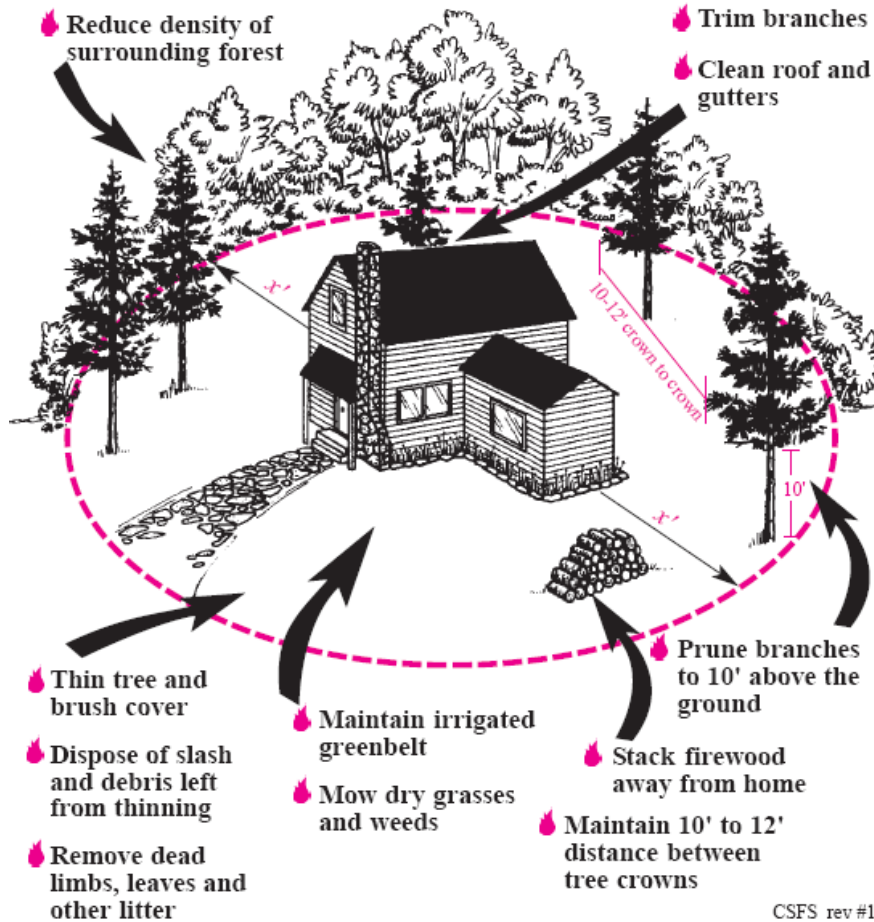 Reduce density of
surrounding forest
Trim branches
Clean roof and
gutters
x'
10-12' crown to crown
10'
x'
Thin tree and
brush cover
Dispose of slash
and debris left
from thinning
Remove dead
limbs, leaves and
other litter
Maintain irrigated
greenbelt
Mow dry grasses
and weeds
Prune branches
to 10' above the
ground
Stack firewood
away from home
Maintain 10' to 12'
distance between
tree crowns
CSFS rev #1